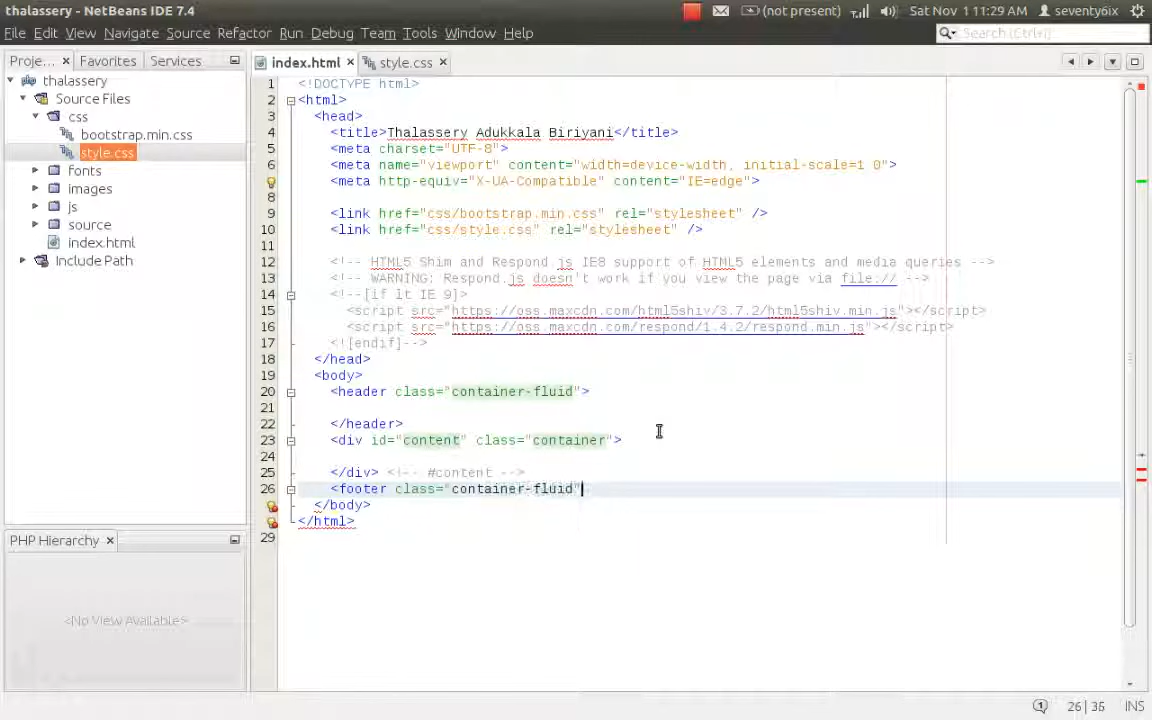 thalassery - NetBeans IDE 7.4
(not present)
Sat Nov 1 11:29 AM
seventy6ix
File Edit View Navigate Source Refactor Run Debug Team Tools Window Help
Search (Ctrl+I)
Proje...
Favorites
Services
index.html
style.css
thalassery
Source Files
css
bootstrap.min.css
style.css
fonts
images
js
source
index.html
Include Path
PHP Hierarchy
<No View Available>
1 <!DOCTYPE html>
2 <html>
3 <head>
4 <title>Thalassery Adukkala Biriyani</title>
5 <meta charset="UTF-8">
6 <meta name="viewport" content="width=device-width, initial-scale=1 0">
<meta http-equiv="X-UA-Compatible" content="IE=edge">
8
9 <link href="css/bootstrap.min.css" rel="stylesheet" />
10 <link href="css/style.css" rel="stylesheet" />
11
12 <!-- HTML5 Shim and Respond.js IE8 support of HTML5 elements and media queries -->
13 <!-- WARNING: Respond.js doesn't work if you view the page via file:// -->
14 <!--[if lt IE 9]>
15 <script src="https://oss.maxcdn.com/html5shiv/3.7.2/html5shiv.min.js"></script>
16 <script src="https://oss.maxcdn.com/respond/1.4.2/respond.min.js"></script>
17 <![endif]-->
18 </head>
19 <body>
20 <header class="container-fluid">
21
22 </header>
23 <div id="content" class="container">
24
25 </div> <!-- #content -->
26 <footer class="container-fluid"
</body>
</html>
29
1
26|35
INS